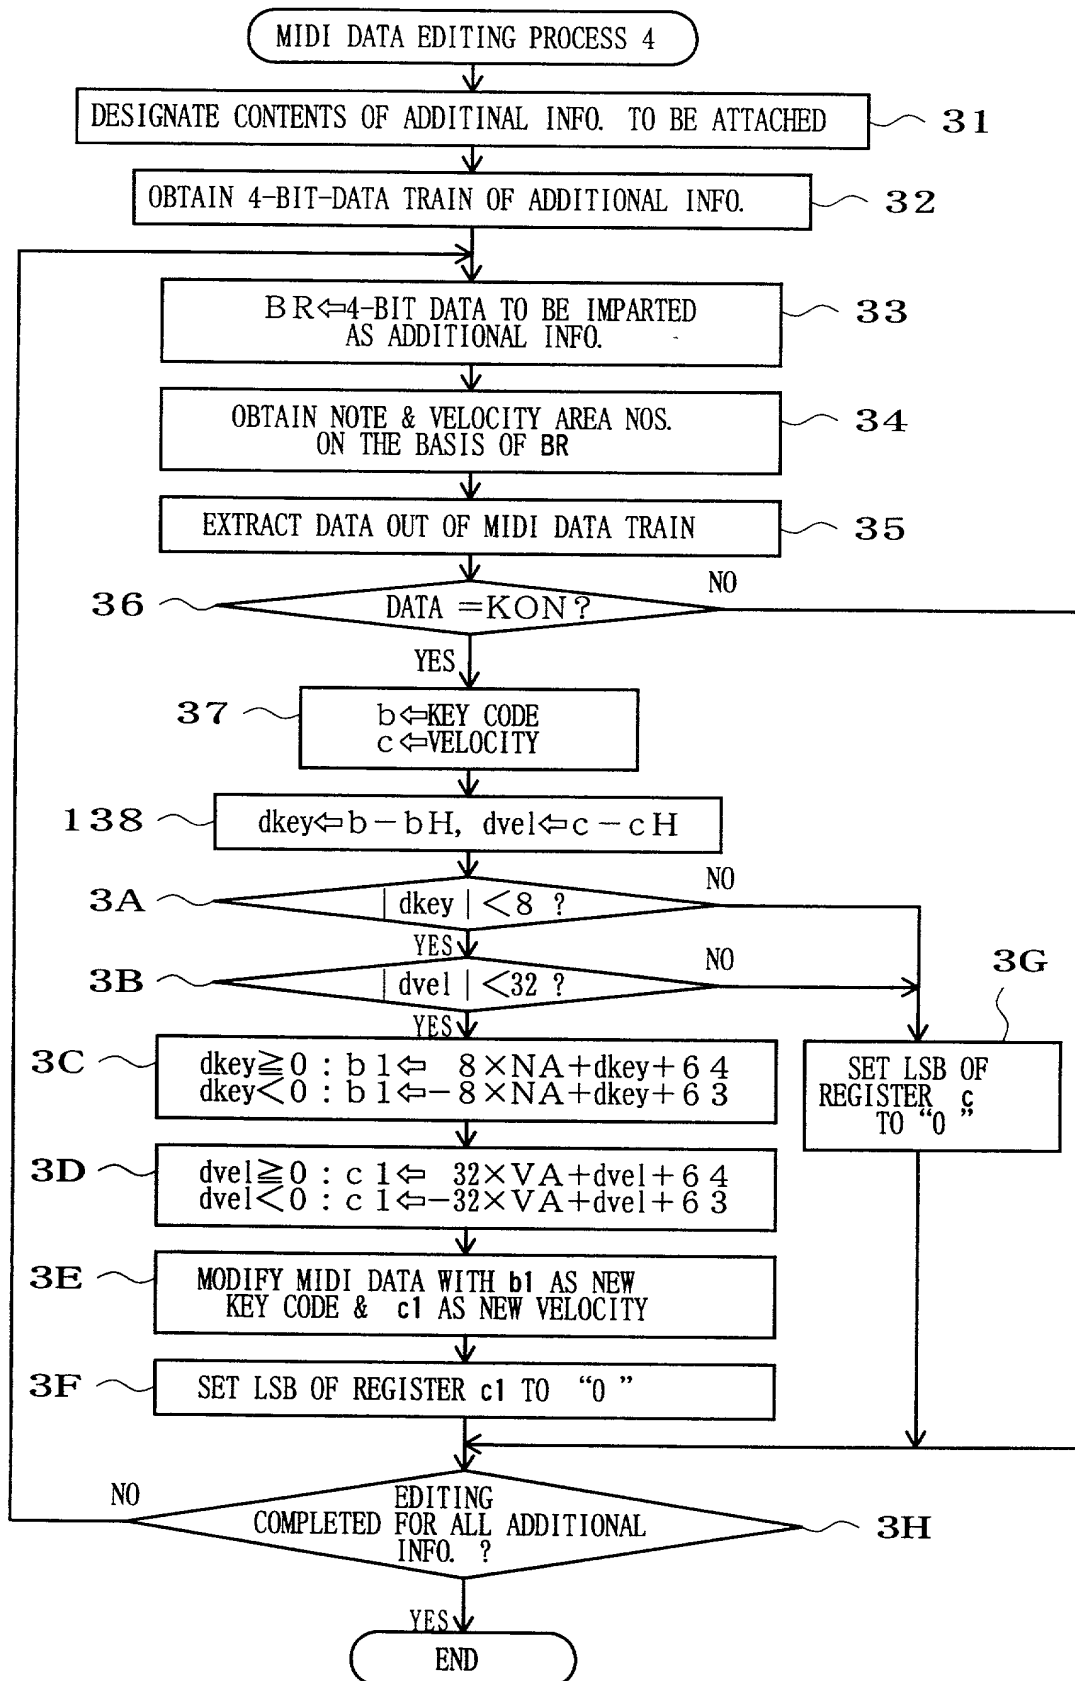 MIDI DATA EDITING PROCESS 4
DESIGNATE CONTENTS OF ADDITINAL INFO. TO BE ATTACHED
31
OBTAIN 4-BIT-DATA TRAIN OF ADDITIONAL INFO.
32
BR⇦4-BIT DATA TO BE IMPARTED
AS ADDITIONAL INFO.
33
OBTAIN NOTE & VELOCITY AREA NOS.
ON THE BASIS OF BR
34
EXTRACT DATA OUT OF MIDI DATA TRAIN
35
36
DATA =KON?
NO
YES
37
b⇦KEY CODE
c⇦VELOCITY
138
dkey⇦b-bH, dvel⇦c-cH
3A
|dkey|<8 ?
NO
YES
3B
|dvel|<32 ?
NO
YES
3G
SET LSB OF
REGISTER c
TO “0 ”
3C
dkey≧0 : b1⇦ 8×NA+dkey+64
dkey<0 : b1⇦-8×NA+dkey+63
3D
dvel≧0 : c1⇦ 32×VA+dvel+64
dvel<0 : c1⇦-32×VA+dvel+63
3E
MODIFY MIDI DATA WITH b1 AS NEW
KEY CODE & c1 AS NEW VELOCITY
3F
SET LSB OF REGISTER c1 TO “0 ”
NO
EDITING
COMPLETED FOR ALL ADDITIONAL
INFO. ?
3H
YES
END